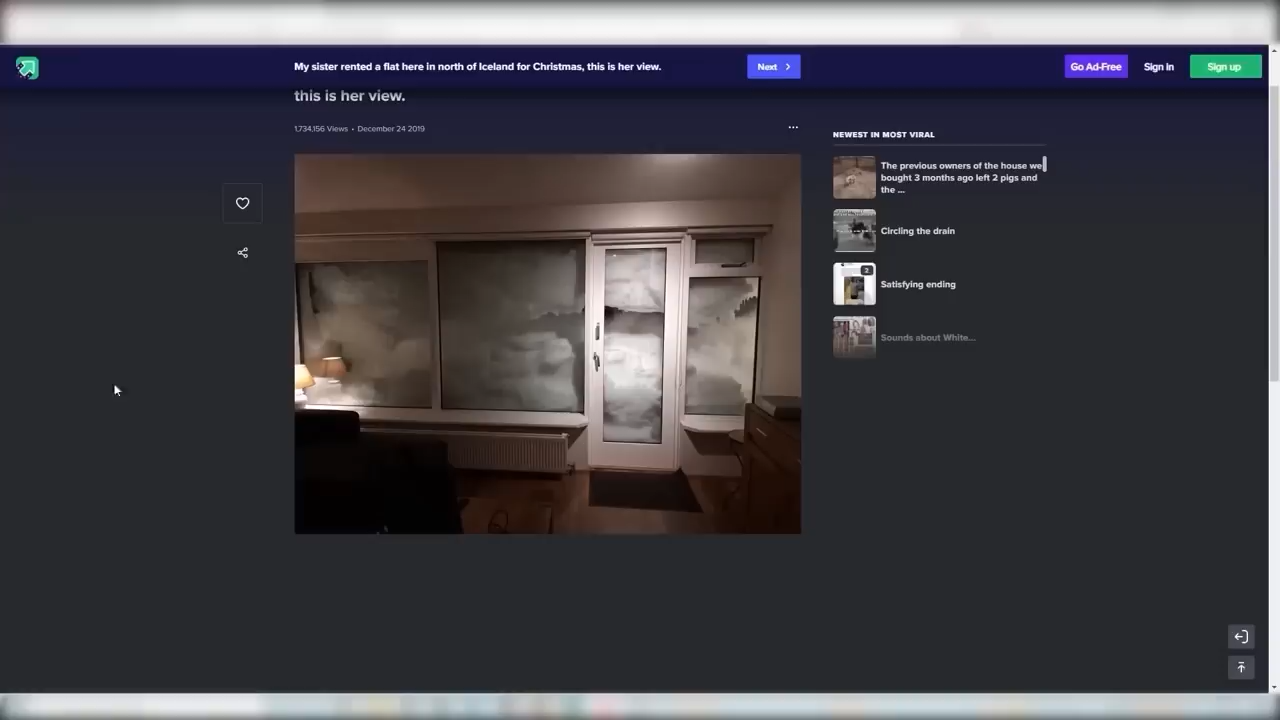 My sister rented a flat here in north of Iceland for Christmas, this is her view.
Next
Go Ad-Free
Sign in
Sign up
this is her view.
1,734,156 Views • December 24 2019
NEWEST IN MOST VIRAL
The previous owners of the house we
bought 3 months ago left 2 pigs and
the ...
Circling the drain
2
Satisfying ending
Sounds about White...